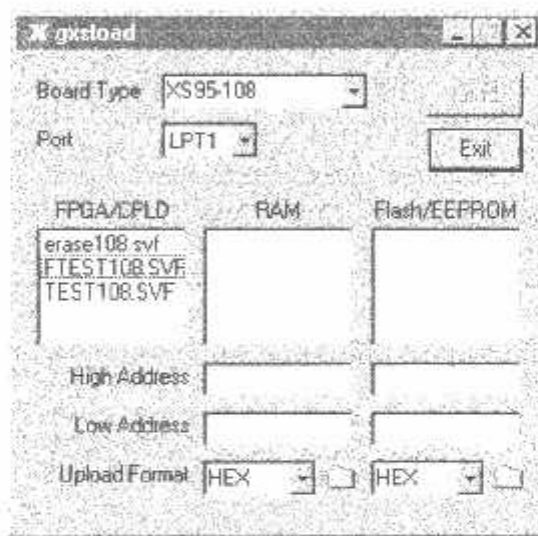 gxsload
Board Type XS95-108
Port LPT1 Exit
FPGA/CPLD RAM Flash/EEPROM
erase108.svf
FTEST108.SVF
TEST108.SVF
High Address
Low Address
Upload Format HEX HEX